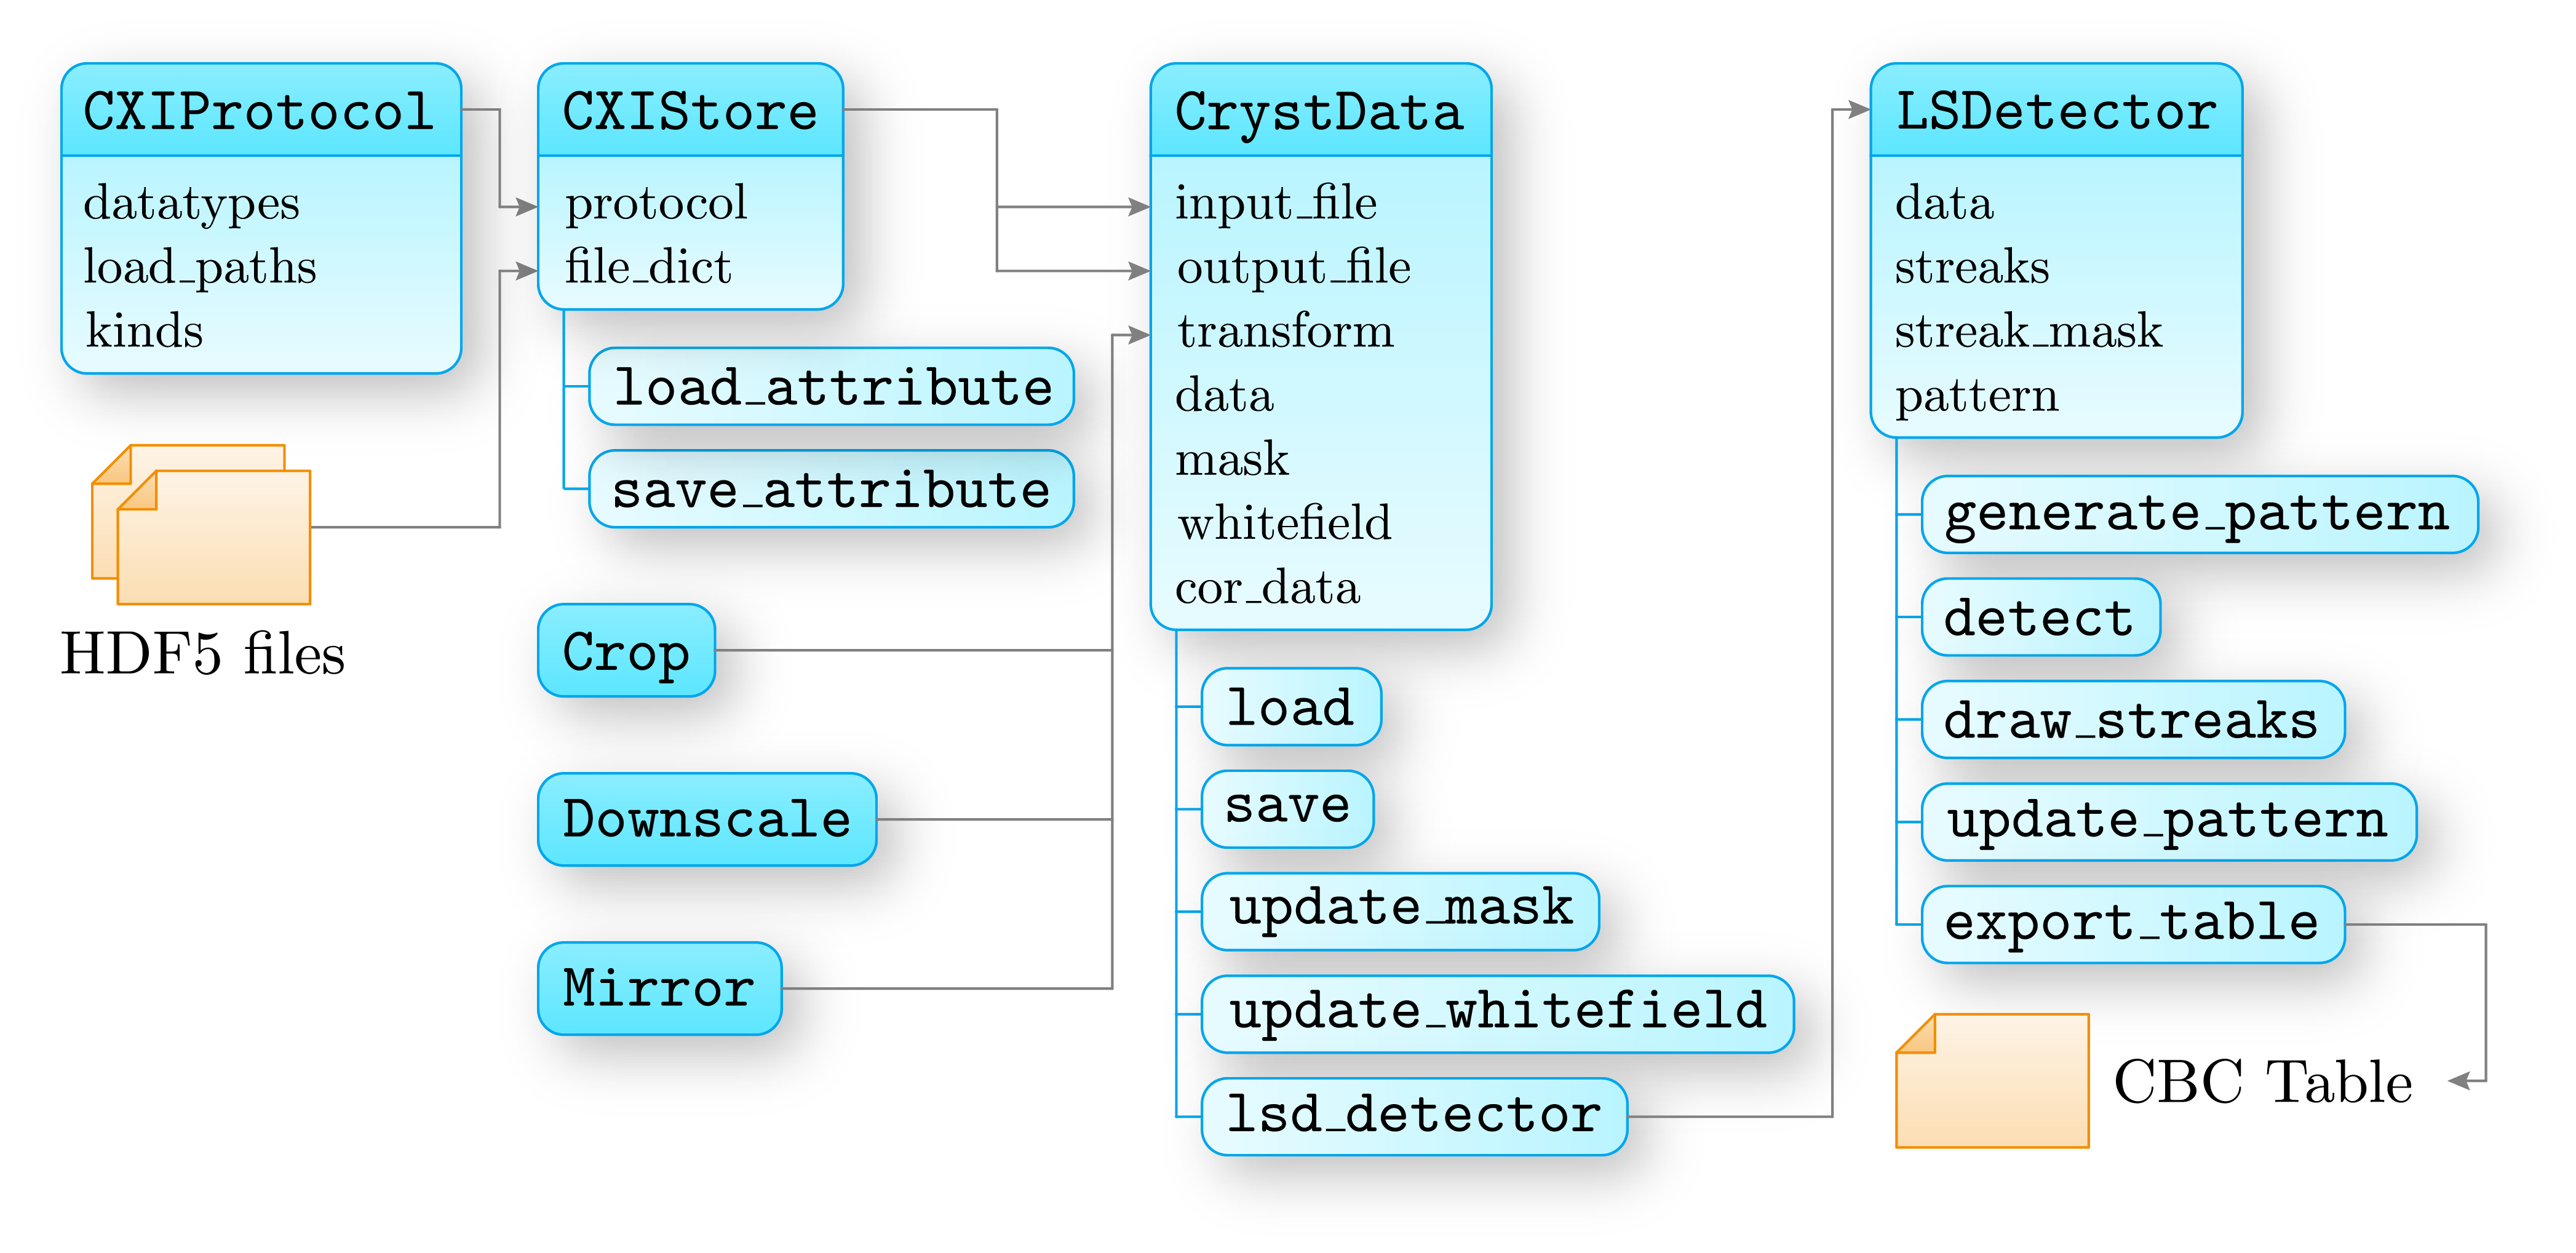 CXIProtocol
datatypes
load_paths
kinds
HDF5 files
CXIStore
protocol
file_dict
load_attribute
save_attribute
Crop
Downscale
Mirror
CrystData
input_file
output_file
transform
data
mask
whitefield
cor_data
load
save
update_mask
update_whitefield
lsd_detector
LSDetector
data
streaks
streak_mask
pattern
generate_pattern
detect
draw_streaks
update_pattern
export_table
CBC Table